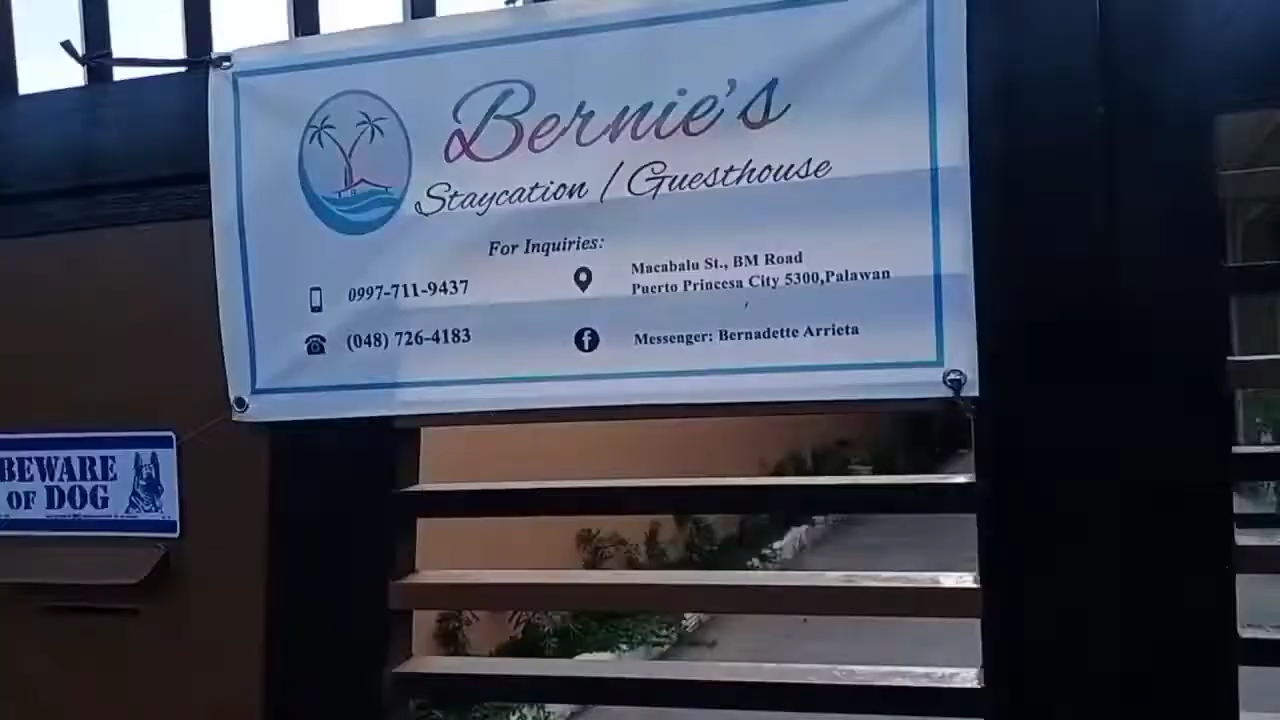 Bernie's
Staycation / Guesthouse
For Inquiries:
0997-711-9437
(048) 726-4183
Macabalu St., BM Road
Puerto Princesa City 5300,Palawan
Messenger: Bernadette Arrieta
BEWARE
OF DOG